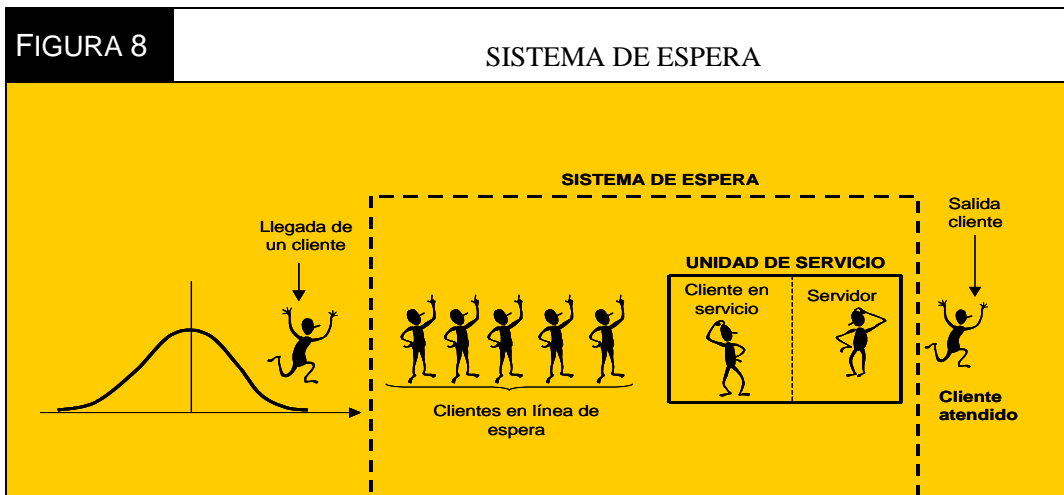 FIGURA 8
SISTEMA DE ESPERA
SISTEMA DE ESPERA
Llegada de
un cliente
Salida
cliente
UNIDAD DE SERVICIO
Cliente en
servicio
Servidor
Clientes en línea de
espera
Cliente
atendido